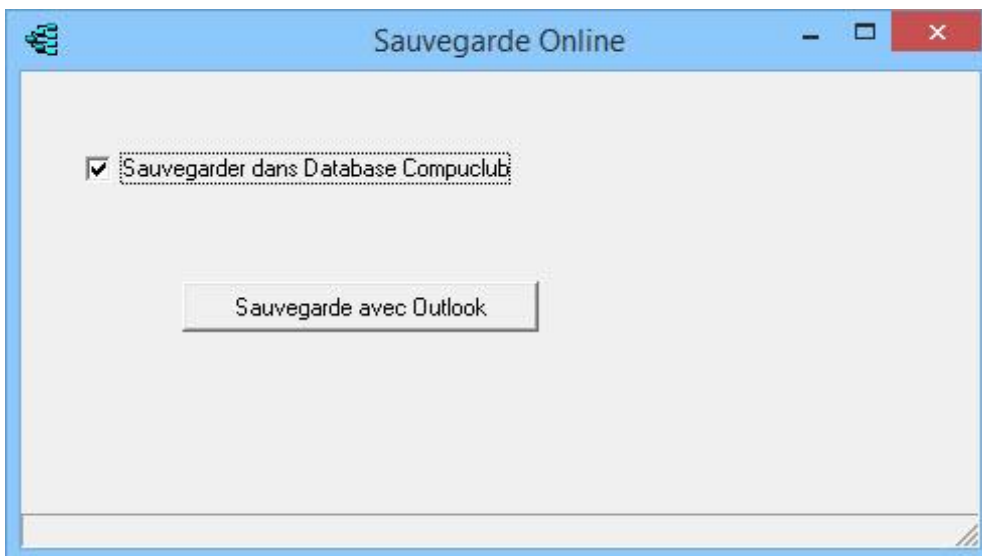 Sauvegarde Online
Sauvegarder dans Database Compuclub
Sauvegarde avec Outlook